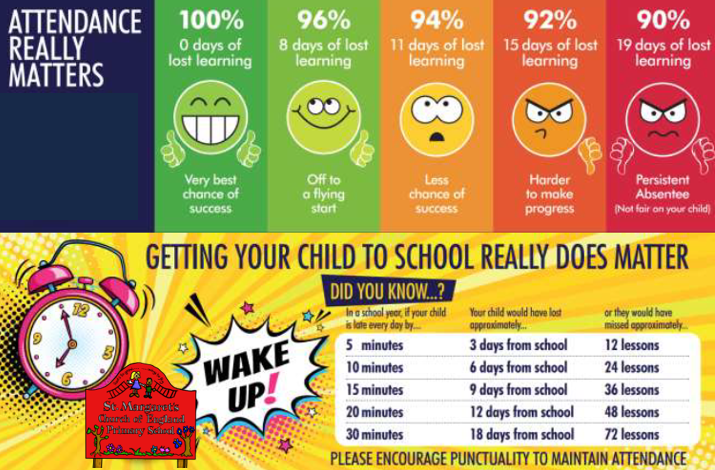 ATTENDANCE
REALLY
MATTERS
100%
0 days of
lost learning
Very best
chance of
success
96%
8 days of lost
learning
Off to
a flying
start
94%
11 days of lost
learning
Less
chance of
success
92%
15 days of lost
learning
Harder
to make
progress
90%
19 days of lost
learning
Persistent
Absentee
(Not fair on your child)
GETTING YOUR CHILD TO SCHOOL REALLY DOES MATTER
DID YOU KNOW...?
In a school year, if your child
is late every day by....
Your child would have lost
approximately...
or they would have
missed approximately...
5 minutes 3 days from school 12 lessons
10 minutes 6 days from school 24 lessons
15 minutes 9 days from school 36 lessons
20 minutes 12 days from school 48 lessons
30 minutes 18 days from school 72 lessons
PLEASE ENCOURAGE PUNCTUALITY TO MAINTAIN ATTENDANCE
12
3
6
9
WAKE
UP!
St Margaret's
Church of England
Primary School